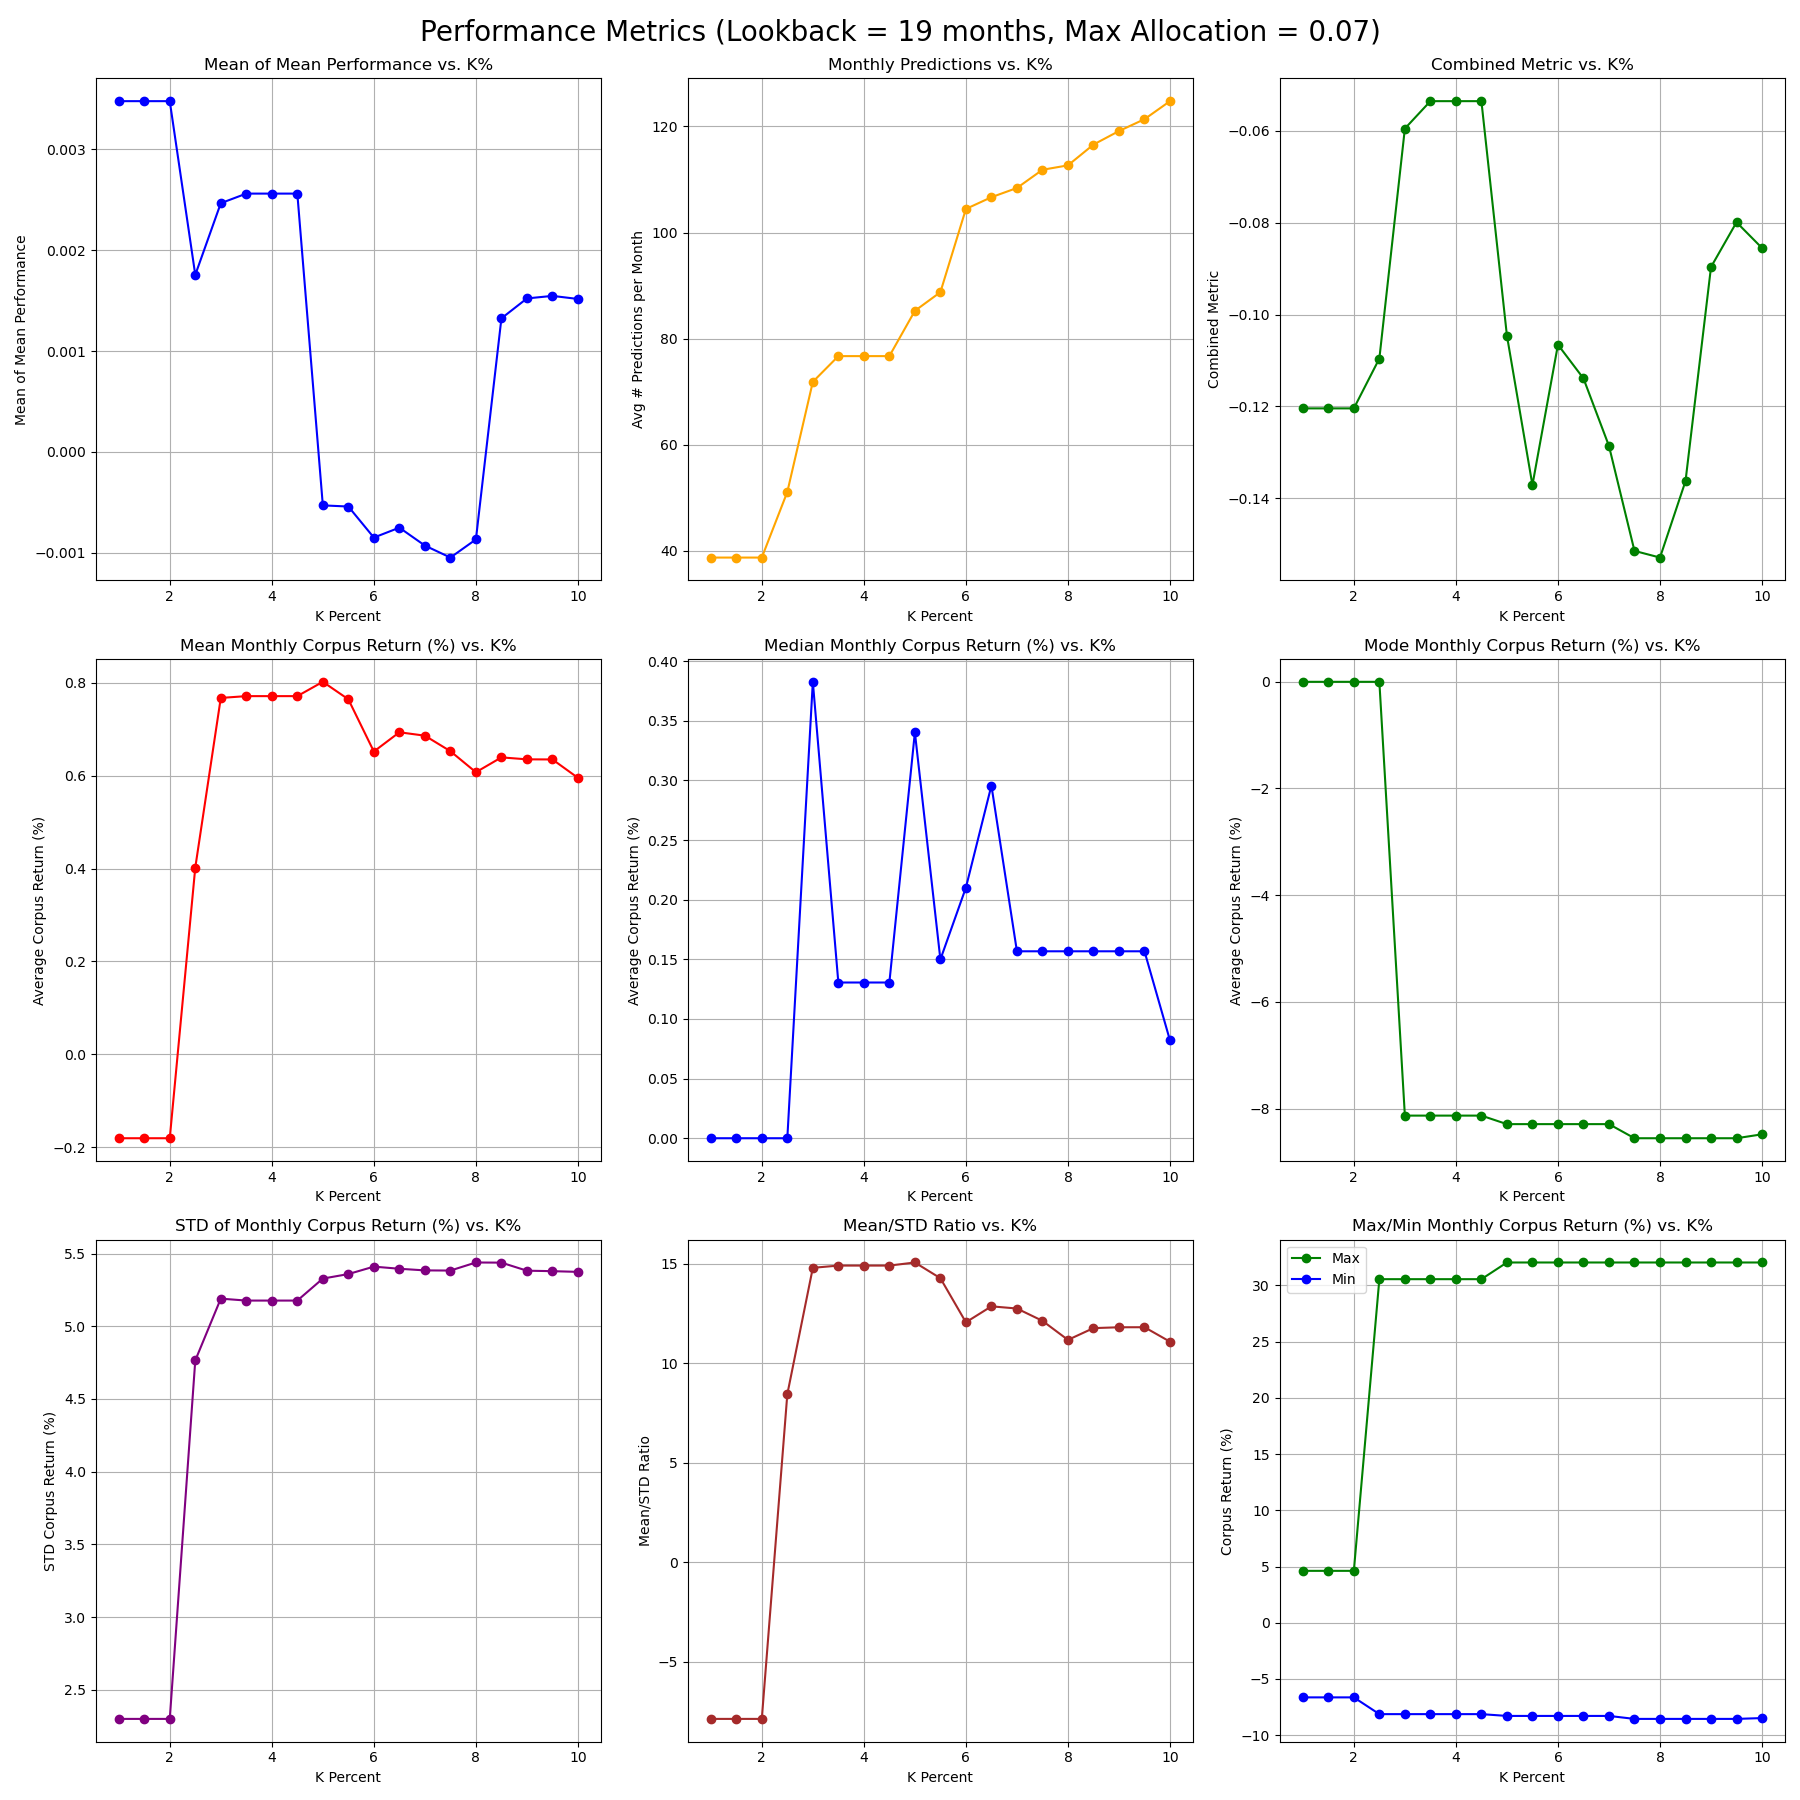 Performance Metrics (Lookback = 19 months, Max Allocation = 0.07)
Mean of Mean Performance vs. K%
Mean of Mean Performance
0.003
0.002
0.001
0.000
−0.001
2 4 6 8 10
K Percent
Monthly Predictions vs. K%
Avg # Predictions per Month
120
100
80
60
40
2 4 6 8 10
K Percent
Combined Metric vs. K%
Combined Metric
−0.06
−0.08
−0.10
−0.12
−0.14
2 4 6 8 10
K Percent
Mean Monthly Corpus Return (%) vs. K%
Average Corpus Return (%)
0.8
0.6
0.4
0.2
0.0
−0.2
2 4 6 8 10
K Percent
Median Monthly Corpus Return (%) vs. K%
Average Corpus Return (%)
0.40
0.35
0.30
0.25
0.20
0.15
0.10
0.05
0.00
2 4 6 8 10
K Percent
Mode Monthly Corpus Return (%) vs. K%
Average Corpus Return (%)
0
−2
−4
−6
−8
2 4 6 8 10
K Percent
STD of Monthly Corpus Return (%) vs. K%
STD Corpus Return (%)
5.5
5.0
4.5
4.0
3.5
3.0
2.5
2 4 6 8 10
K Percent
Mean/STD Ratio vs. K%
Mean/STD Ratio
15
10
5
0
−5
2 4 6 8 10
K Percent
Max/Min Monthly Corpus Return (%) vs. K%
Max
Min
Corpus Return (%)
30
25
20
15
10
5
0
−5
−10
2 4 6 8 10
K Percent